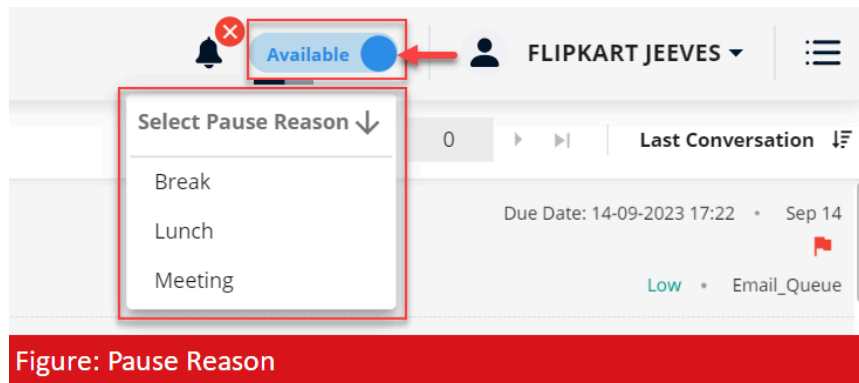 Available
FLIPKART JEEVES
Select Pause Reason
0
Last Conversation
Break
Due Date: 14-09-2023 17:22 • Sep 14
Lunch
Meeting
Low • Email_Queue
Figure: Pause Reason